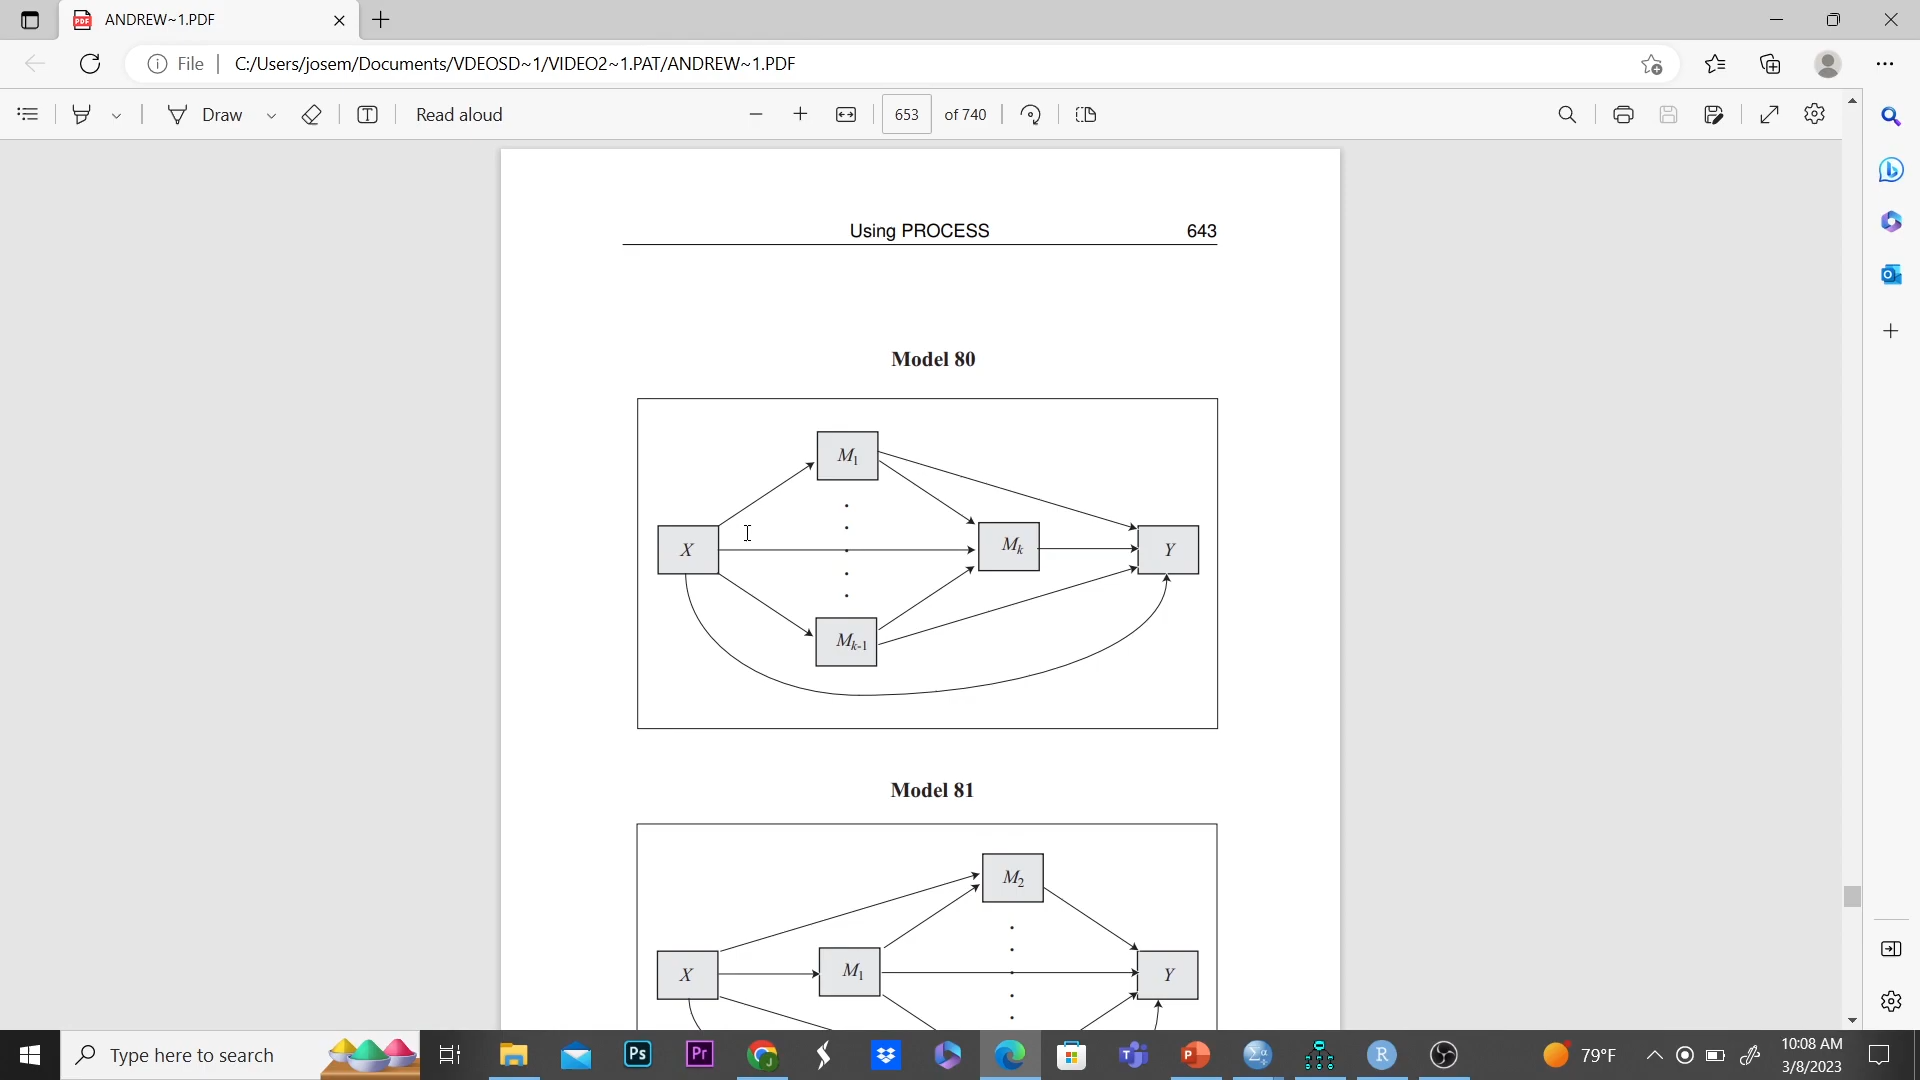 ANDREW~1.PDF
File
C:/Users/josem/Documents/VDEOSD~1/VIDEO2~1.PAT/ANDREW~1.PDF
Draw
Read aloud
653 of 740
Using PROCESS 643
Model 80
M1
X
Mk
Y
Mk-1
Model 81
M2
X
M1
Y
Type here to search
Ps
Pr
79°F
10:08 AM
3/8/2023